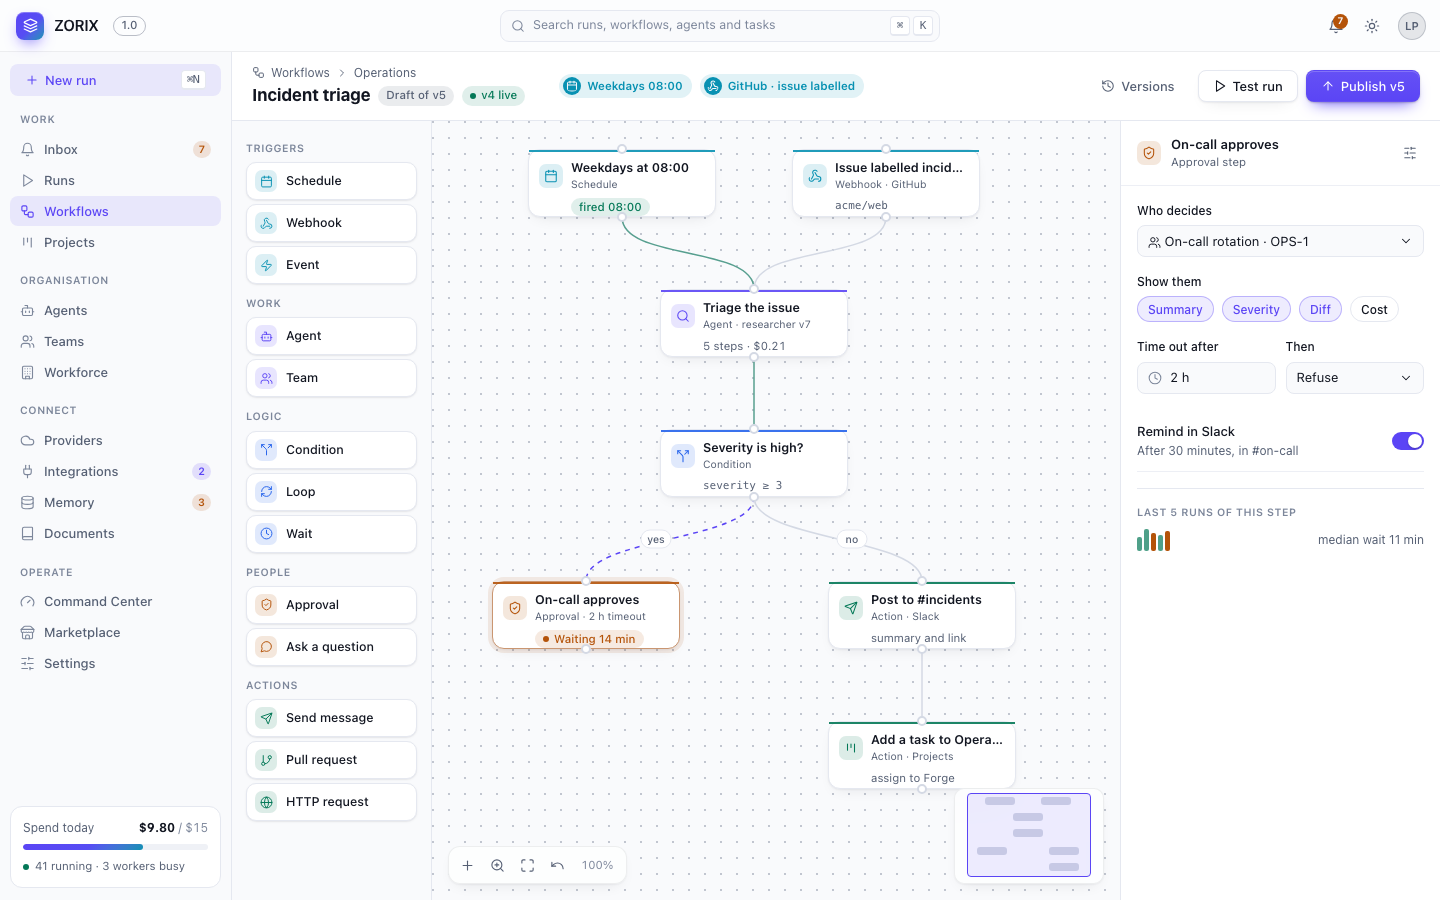 ZORIX 1.0
Search runs, workflows, agents and tasks ⌘ K
7
LP
New run ⌘N
WORK
Inbox 7
Runs
Workflows
Projects
ORGANISATION
Agents
Teams
Workforce
CONNECT
Providers
Integrations 2
Memory 3
Documents
OPERATE
Command Center
Marketplace
Settings
Spend today $9.80 / $15
41 running · 3 workers busy
Workflows > Operations
Incident triage Draft of v5 v4 live
Weekdays 08:00 GitHub · issue labelled
Versions Test run Publish v5
TRIGGERS
Schedule
Webhook
Event
WORK
Agent
Team
LOGIC
Condition
Loop
Wait
PEOPLE
Approval
Ask a question
ACTIONS
Send message
Pull request
HTTP request
Weekdays at 08:00
Schedule
fired 08:00
Issue labelled incid...
Webhook · GitHub
acme/web
Triage the issue
Agent · researcher v7
5 steps · $0.21
Severity is high?
Condition
severity ≥ 3
yes no
On-call approves
Approval · 2 h timeout
Waiting 14 min
Post to #incidents
Action · Slack
summary and link
Add a task to Opera...
Action · Projects
assign to Forge
100%
On-call approves
Approval step
Who decides
On-call rotation · OPS-1
Show them
Summary Severity Diff Cost
Time out after Then
2 h Refuse
Remind in Slack
After 30 minutes, in #on-call
LAST 5 RUNS OF THIS STEP
median wait 11 min